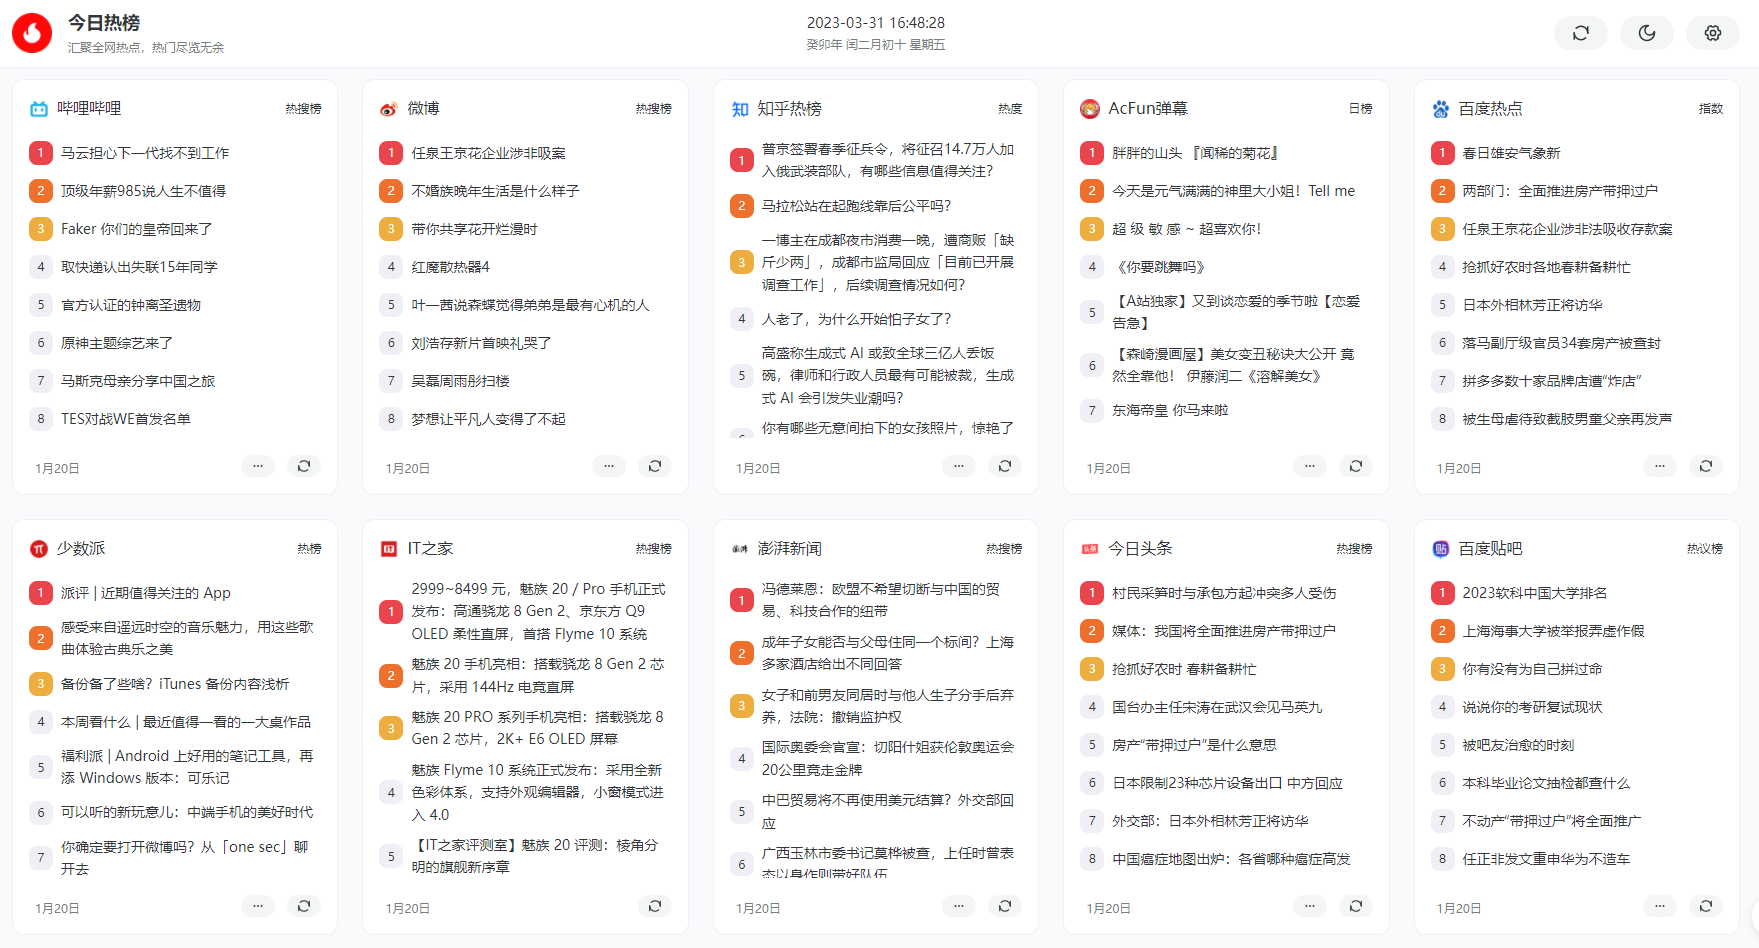 今日热榜
汇聚全网热点，热门尽览无余
2023-03-31 16:48:28
癸卯年 闰二月初十 星期五
哔哩哔哩 热搜榜
1 马云担心下一代找不到工作
2 顶级年薪985说人生不值得
3 Faker 你们的皇帝回来了
4 取快递认出失联15年同学
5 官方认证的钟离圣遗物
6 原神主题综艺来了
7 马斯克母亲分享中国之旅
8 TES对战WE首发名单
1月20日
微博 热搜榜
1 任泉王京花企业涉非吸案
2 不婚族晚年生活是什么样子
3 带你共享花开烂漫时
4 红魔散热器4
5 叶一茜说森蝶觉得弟弟是最有心机的人
6 刘浩存新片首映礼哭了
7 吴磊周雨彤扫楼
8 梦想让平凡人变得了不起
1月20日
知 知乎热榜 热度
1 普京签署春季征兵令，将征召14.7万人加
入俄武装部队，有哪些信息值得关注？
2 马拉松站在起跑线靠后公平吗？
3 一博主在成都夜市消费一晚，遭商贩「缺
斤少两」，成都市监局回应「目前已开展
调查工作」，后续调查情况如何？
4 人老了，为什么开始怕子女了？
5 高盛称生成式 AI 或致全球三亿人丢饭
碗，律师和行政人员最有可能被裁，生成
式 AI 会引发失业潮吗？
你有哪些无意间拍下的女孩照片，惊艳了
1月20日
AcFun弹幕 日榜
1 胖胖的山头 『闻稀的菊花』
2 今天是元气满满的神里大小姐！Tell me
3 超 级 敏 感 ~ 超喜欢你！
4 《你要跳舞吗》
5 【A站独家】又到谈恋爱的季节啦【恋爱
告急】
6 【森崎漫画屋】美女变丑秘诀大公开 竟
然全靠他！ 伊藤润二《溶解美女》
7 东海帝皇 你马来啦
1月20日
百度热点 指数
1 春日雄安气象新
2 两部门：全面推进房产带押过户
3 任泉王京花企业涉非法吸收存款案
4 抢抓好农时各地春耕备耕忙
5 日本外相林芳正将访华
6 落马副厅级官员34套房产被查封
7 拼多多数十家品牌店遭“炸店”
8 被生母虐待致截肢男童父亲再发声
1月20日
少数派 热榜
1 派评 | 近期值得关注的 App
2 感受来自遥远时空的音乐魅力，用这些歌
曲体验古典乐之美
3 备份备了些啥？iTunes 备份内容浅析
4 本周看什么 | 最近值得一看的一大桌作品
5 福利派 | Android 上好用的笔记工具，再
添 Windows 版本：可乐记
6 可以听的新玩意儿：中端手机的美好时代
7 你确定要打开微博吗？从「one sec」聊
开去
1月20日
IT IT之家 热搜榜
1 2999~8499 元，魅族 20 / Pro 手机正式
发布：高通骁龙 8 Gen 2、京东方 Q9
OLED 柔性直屏，首搭 Flyme 10 系统
2 魅族 20 手机亮相：搭载骁龙 8 Gen 2 芯
片，采用 144Hz 电竞直屏
3 魅族 20 PRO 系列手机亮相：搭载骁龙 8
Gen 2 芯片，2K+ E6 OLED 屏幕
4 魅族 Flyme 10 系统正式发布：采用全新
色彩体系，支持外观编辑器，小窗模式进
入 4.0
5 【IT之家评测室】魅族 20 评测：棱角分
明的旗舰新序章
1月20日
澎湃 澎湃新闻 热搜榜
1 冯德莱恩：欧盟不希望切断与中国的贸
易、科技合作的纽带
2 成年子女能否与父母住同一个标间？上海
多家酒店给出不同回答
3 女子和前男友同居时与他人生子分手后弃
养，法院：撤销监护权
4 国际奥委会官宣：切阳什姐获伦敦奥运会
20公里竞走金牌
5 中巴贸易将不再使用美元结算？外交部回
应
6 广西玉林市委书记莫桦被查，上任时曾表
态以身作则带好队伍
1月20日
头条 今日头条 热搜榜
1 村民采笋时与承包方起冲突多人受伤
2 媒体：我国将全面推进房产带押过户
3 抢抓好农时 春耕备耕忙
4 国台办主任宋涛在武汉会见马英九
5 房产“带押过户”是什么意思
6 日本限制23种芯片设备出口 中方回应
7 外交部：日本外相林芳正将访华
8 中国癌症地图出炉：各省哪种癌症高发
1月20日
贴 百度贴吧 热议榜
1 2023软科中国大学排名
2 上海海事大学被举报弄虚作假
3 你有没有为自己拼过命
4 说说你的考研复试现状
5 被吧友治愈的时刻
6 本科毕业论文抽检都查什么
7 不动产“带押过户”将全面推广
8 任正非发文重申华为不造车
1月20日